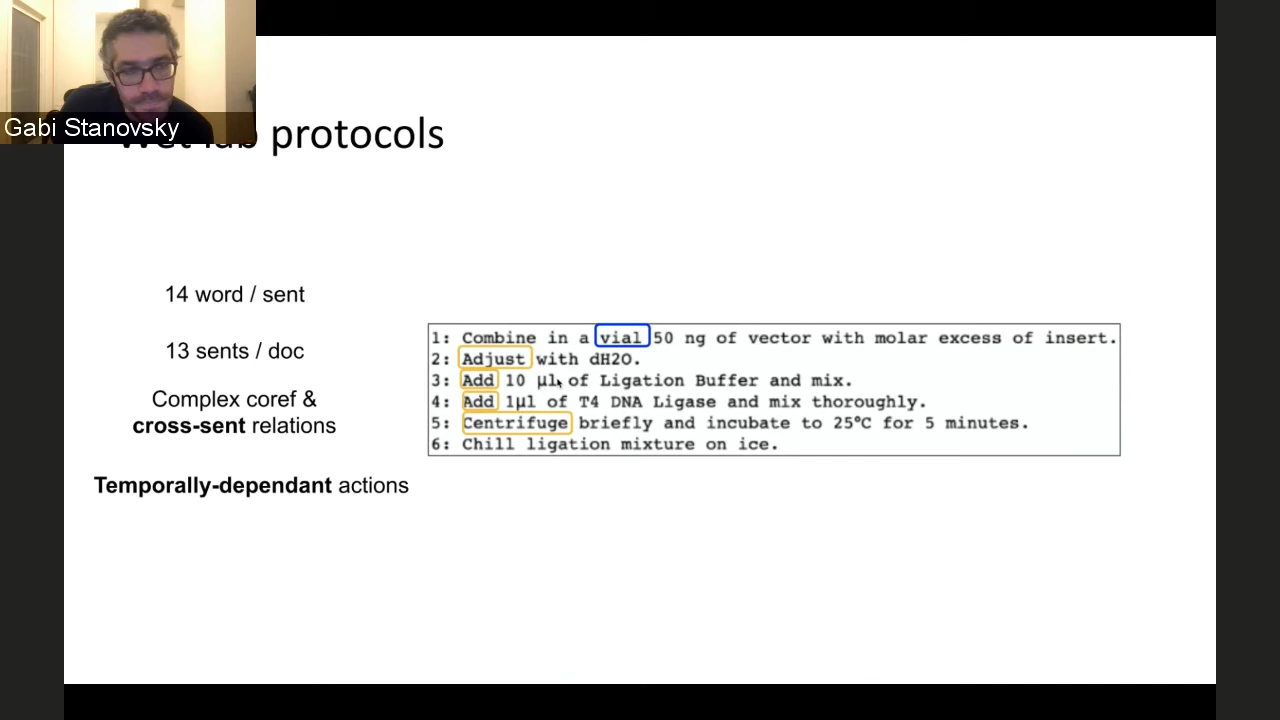 Gabi Stanovsky
Wet lab protocols
14 word / sent
13 sents / doc
Complex coref &
cross-sent relations
Temporally-dependant actions
1: Combine in a vial 50 ng of vector with molar excess of insert.
2: Adjust with dH2O.
3: Add 10 µl of Ligation Buffer and mix.
4: Add 1µl of T4 DNA Ligase and mix thoroughly.
5: Centrifuge briefly and incubate to 25°C for 5 minutes.
6: Chill ligation mixture on ice.